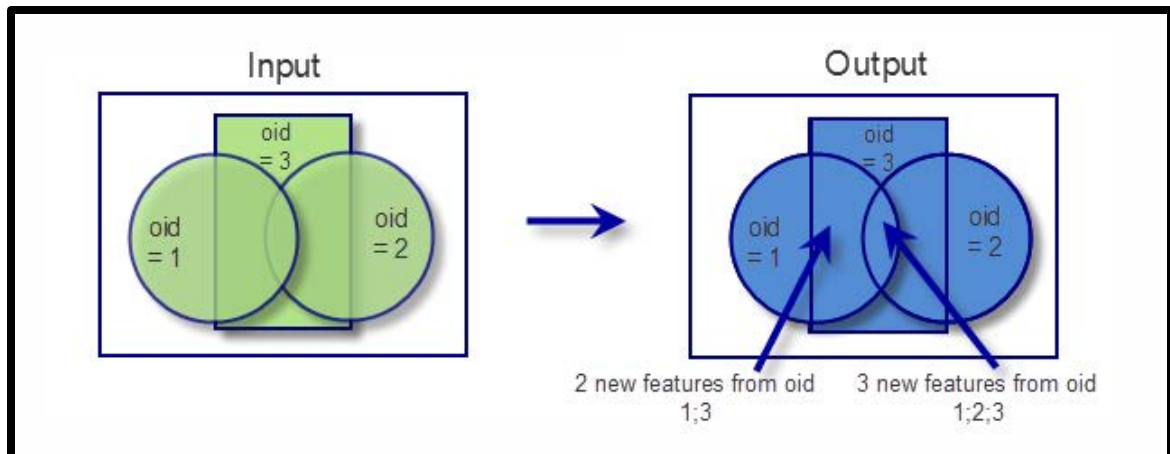 Input
oid
= 3
oid
= 1
oid
= 2
Output
oid
= 3
oid
= 1
oid
= 2
2 new features from oid
1;3
3 new features from oid
1;2;3